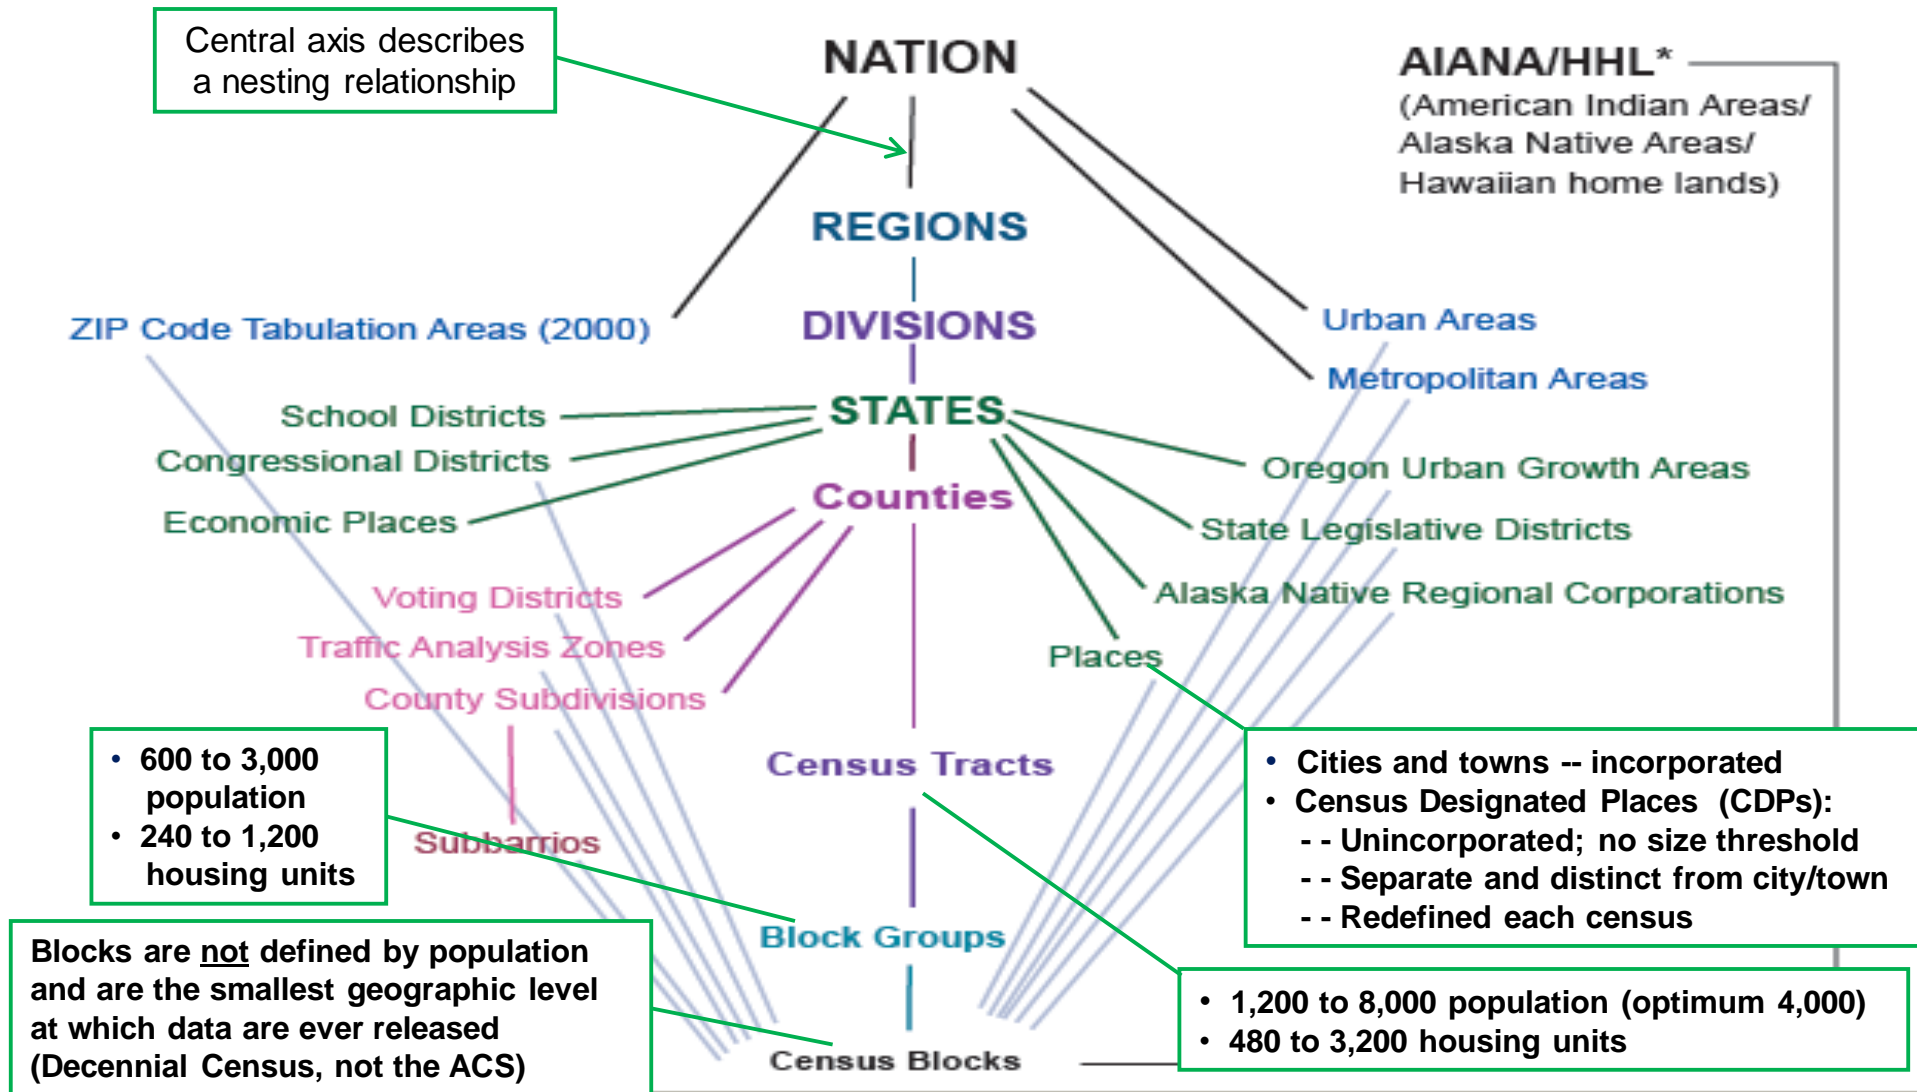 Central axis describes
a nesting relationship
NATION
AIANA/HHL*
(American Indian Areas/
Alaska Native Areas/
Hawaiian home lands)
REGIONS
ZIP Code Tabulation Areas (2000)
DIVISIONS
Urban Areas
Metropolitan Areas
School Districts
STATES
Congressional Districts
Oregon Urban Growth Areas
Economic Places
Counties
State Legislative Districts
Voting Districts
Alaska Native Regional Corporations
Traffic Analysis Zones
Places
County Subdivisions
• 600 to 3,000
population
• 240 to 1,200
housing units
Census Tracts
• Cities and towns -- incorporated
• Census Designated Places (CDPs):
- - Unincorporated; no size threshold
- - Separate and distinct from city/town
- - Redefined each census
Subbarrios
Block Groups
Blocks are not defined by population
and are the smallest geographic level
at which data are ever released
(Decennial Census, not the ACS)
• 1,200 to 8,000 population (optimum 4,000)
• 480 to 3,200 housing units
Census Blocks